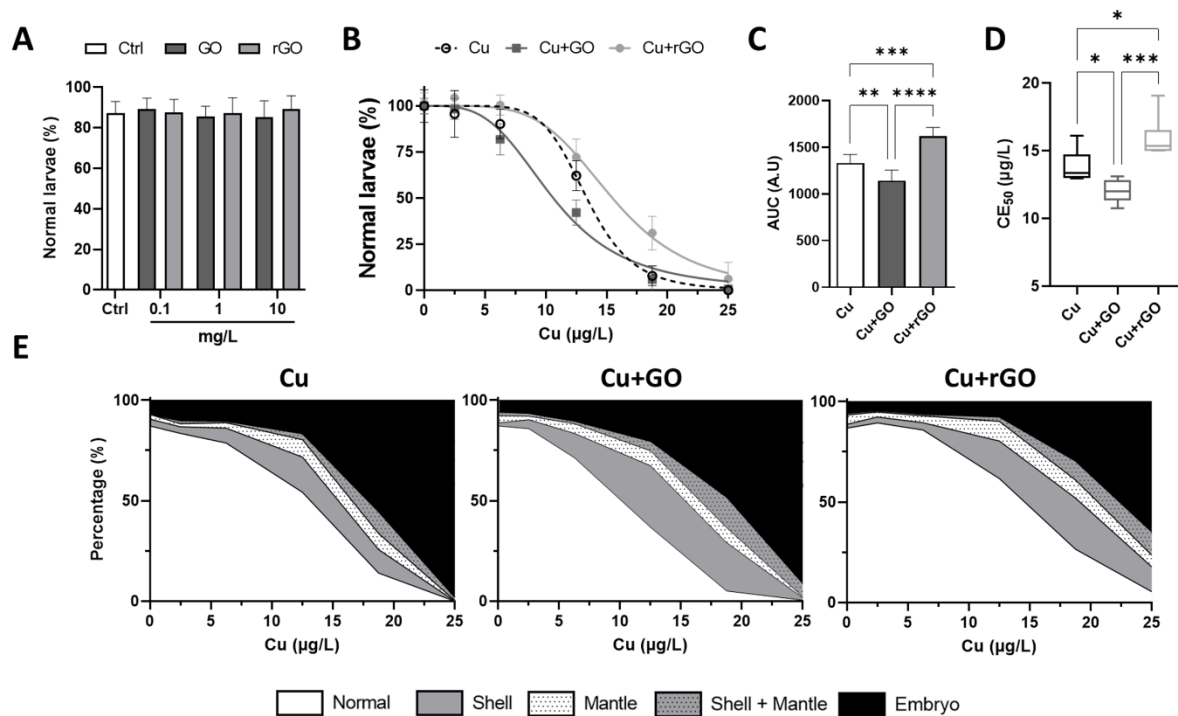 A
Ctrl GO rGO
Normal larvae (%)
100
80
60
40
20
0
Ctrl 0.1 1 10
mg/L
B
Cu Cu+GO Cu+rGO
Normal larvae (%)
100
75
50
25
0
0 5 10 15 20 25
Cu (µg/L)
C
***
** ****
AUC (A.U)
2000
1500
1000
500
0
Cu Cu+GO Cu+rGO
D
*
* ***
CE50 (µg/L)
20
15
10
5
Cu Cu+GO Cu+rGO
E
Cu
Percentage (%)
100
50
0
0 5 10 15 20 25
Cu (µg/L)
Cu+GO
100
50
0
0 5 10 15 20 25
Cu (µg/L)
Cu+rGO
100
50
0
0 5 10 15 20 25
Cu (µg/L)
Normal Shell Mantle Shell + Mantle Embryo